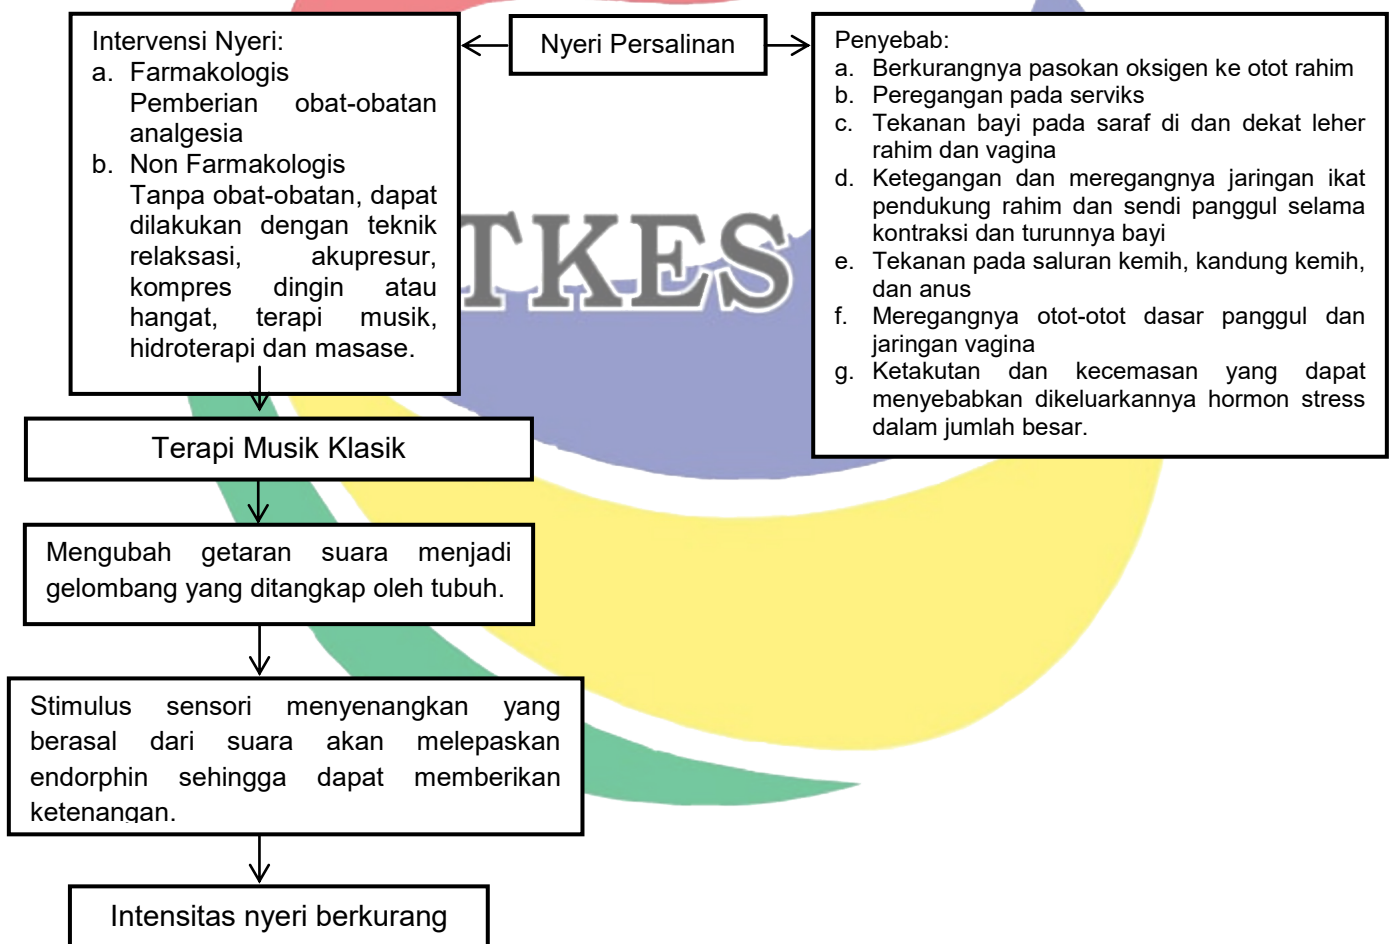 Intervensi Nyeri:
a. Farmakologis
Pemberian obat-obatan
analgesia
b. Non Farmakologis
Tanpa obat-obatan, dapat
dilakukan dengan teknik
relaksasi, akupresur,
kompres dingin atau
hangat, terapi musik,
hidroterapi dan masase.
Nyeri Persalinan
Penyebab:
a. Berkurangnya pasokan oksigen ke otot rahim
b. Peregangan pada serviks
c. Tekanan bayi pada saraf di dan dekat leher
rahim dan vagina
d. Ketegangan dan meregangnya jaringan ikat
pendukung rahim dan sendi panggul selama
kontraksi dan turunnya bayi
e. Tekanan pada saluran kemih, kandung kemih,
dan anus
f. Meregangnya otot-otot dasar panggul dan
jaringan vagina
g. Ketakutan dan kecemasan yang dapat
menyebabkan dikeluarkannya hormon stress
dalam jumlah besar.
TKES
Terapi Musik Klasik
Mengubah getaran suara menjadi
gelombang yang ditangkap oleh tubuh.
Stimulus sensori menyenangkan yang
berasal dari suara akan melepaskan
endorphin sehingga dapat memberikan
ketenangan.
Intensitas nyeri berkurang